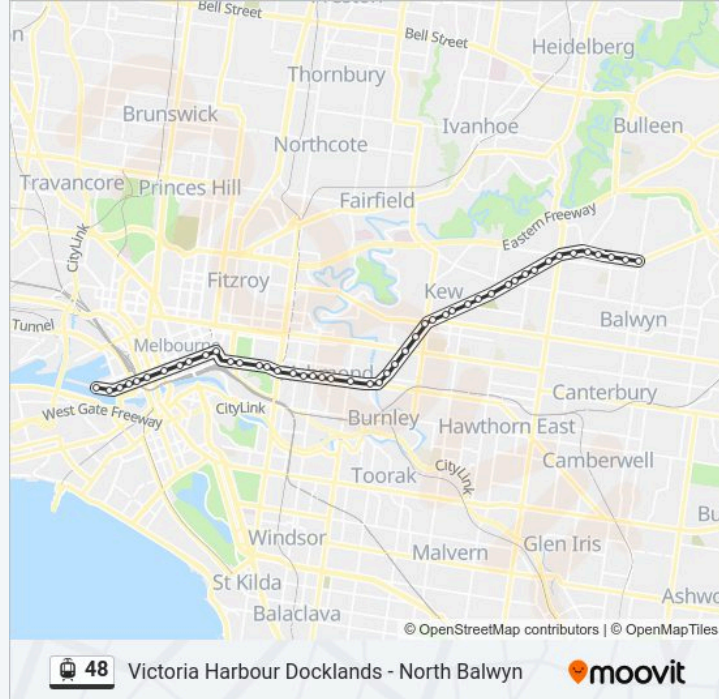 Bell Street
Bell Street
Heidelberg
Thornbury
Brunswick
Ivanhoe
Bulleen
Northcote
Travancore
Princes Hill
Fairfield
CityLink
Eastern Freeway
Fitzroy
Kew
Tunnel
Balwyn
Melbourne
Richmond
Canterbury
West Gate Freeway
CityLink
Burnley
Hawthorn East
Camberwell
Toorak
CityLink
Windsor
Malvern
Glen Iris
St Kilda
Ashwo
Balaclava
© OpenStreetMap contributors | © OpenMapTiles
48 Victoria Harbour Docklands - North Balwyn
moovit